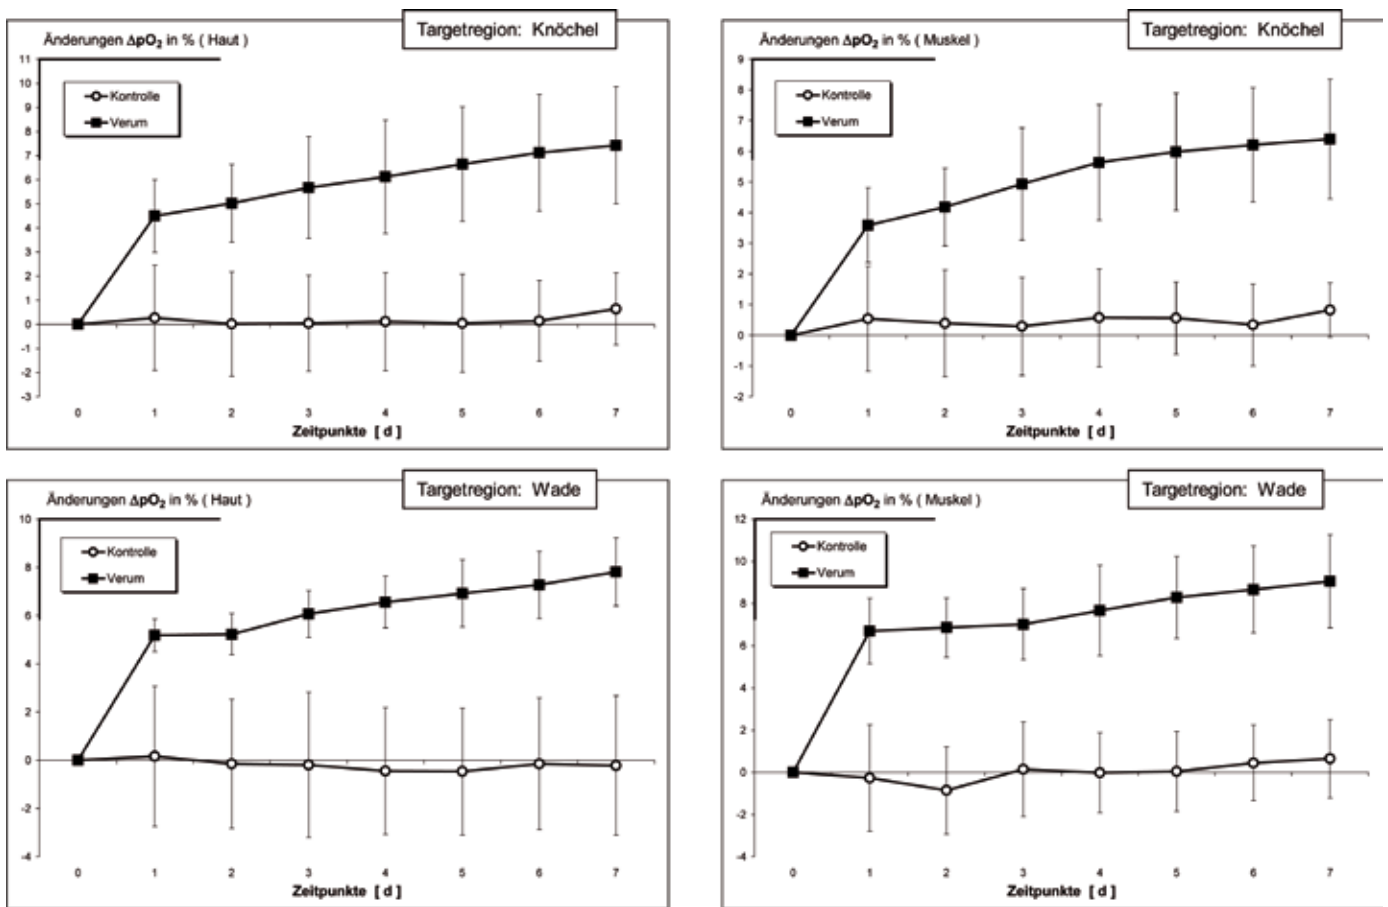 Targetregion: Knöchel
Änderungen ΔpO₂ in % ( Haut )
11
10
9
8
7
6
5
4
3
2
1
0
-1
-2
-3
Kontrolle
Verum
0 1 2 3 4 5 6 7
Zeitpunkte [ d ]
Targetregion: Knöchel
Änderungen ΔpO₂ in % ( Muskel )
9
8
7
6
5
4
3
2
1
0
-1
-2
Kontrolle
Verum
0 1 2 3 4 5 6 7
Zeitpunkte [ d ]
Targetregion: Wade
Änderungen ΔpO₂ in % ( Haut )
10
8
6
4
2
0
-2
-4
Kontrolle
Verum
0 1 2 3 4 5 6 7
Zeitpunkte [ d ]
Targetregion: Wade
Änderungen ΔpO₂ in % ( Muskel )
12
10
8
6
4
2
0
-2
-4
Kontrolle
Verum
0 1 2 3 4 5 6 7
Zeitpunkte [ d ]